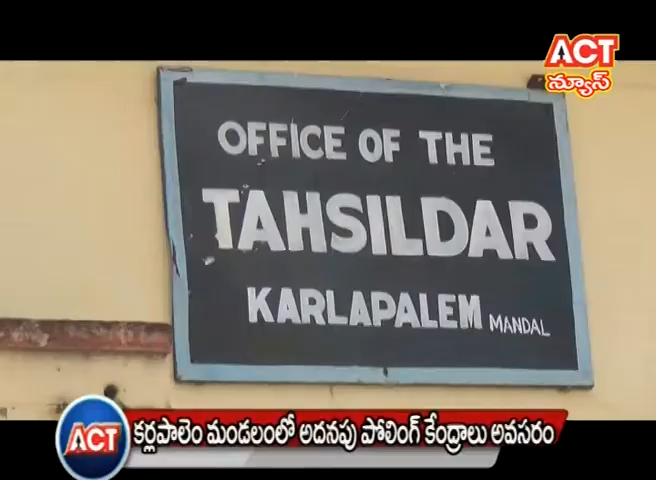 ACT
న్యూస్
OFFICE OF THE
TAHSILDAR
KARLAPALEM MANDAL
ACT
కర్లపాలెం మండలంలో అదనపు పోలింగ్ కేంద్రాలు అవసరం